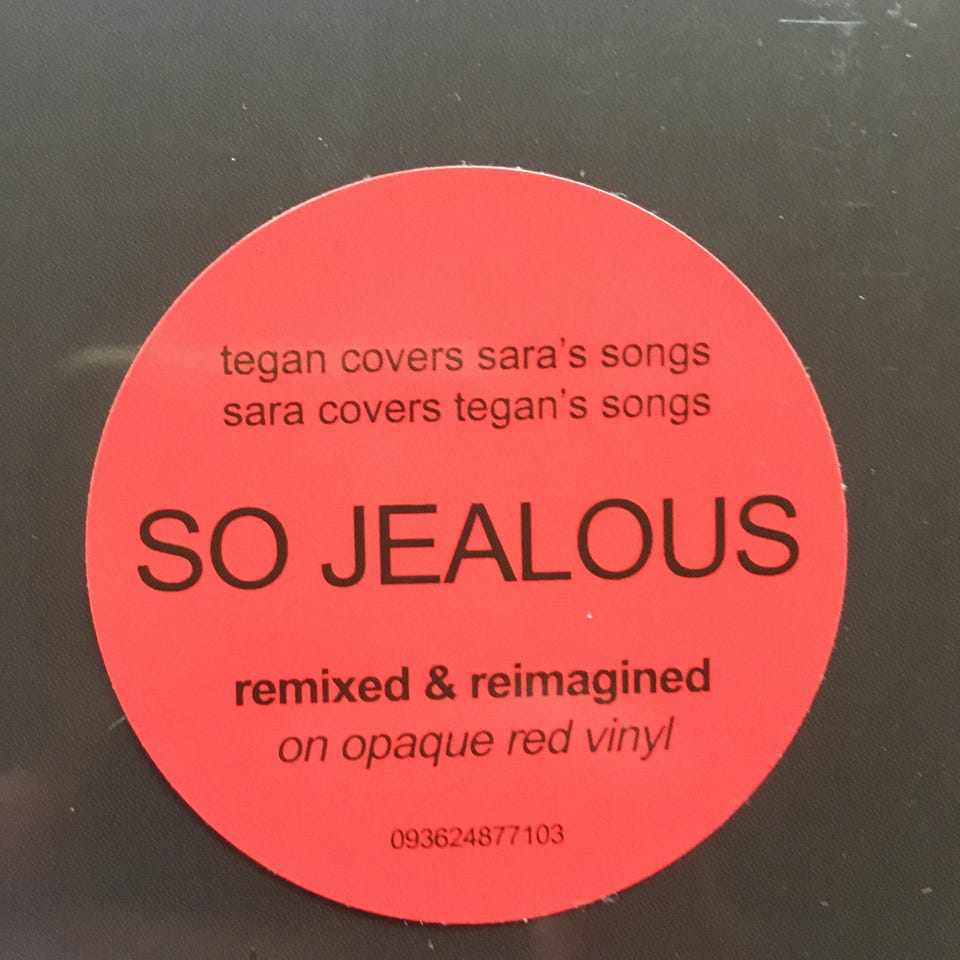 tegan covers sara's songs
sara covers tegan's songs
SO JEALOUS
remixed & reimagined
on opaque red vinyl
093624877103